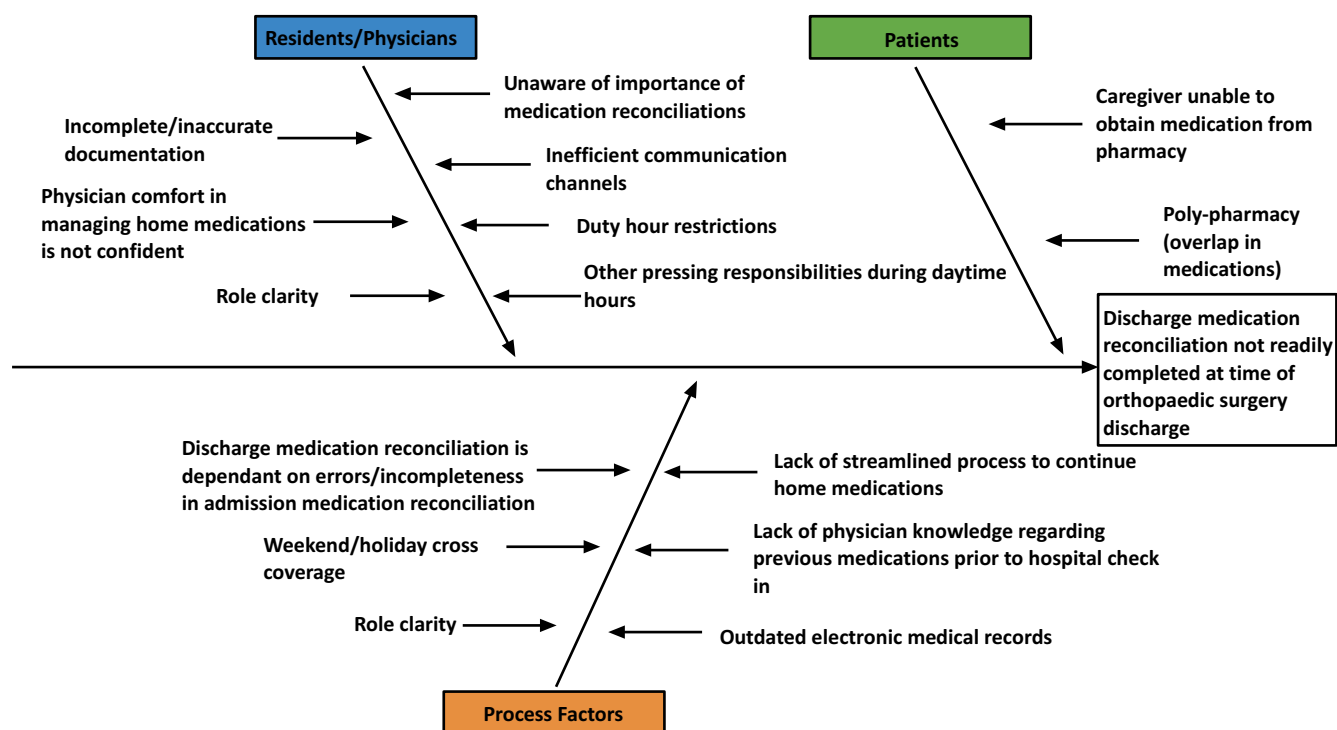 Residents/Physicians
Patients
Unaware of importance of
medication reconciliations
Caregiver unable to
obtain medication from
pharmacy
Incomplete/inaccurate
documentation
Inefficient communication
channels
Physician comfort in
managing home medications
is not confident
Duty hour restrictions
Poly-pharmacy
(overlap in
medications)
Role clarity
Other pressing responsibilities during daytime
hours
Discharge medication
reconciliation not readily
completed at time of
orthopaedic surgery
discharge
Discharge medication reconciliation is
dependant on errors/incompleteness
in admission medication reconciliation
Lack of streamlined process to continue
home medications
Weekend/holiday cross
coverage
Lack of physician knowledge regarding
previous medications prior to hospital check
in
Role clarity
Outdated electronic medical records
Process Factors